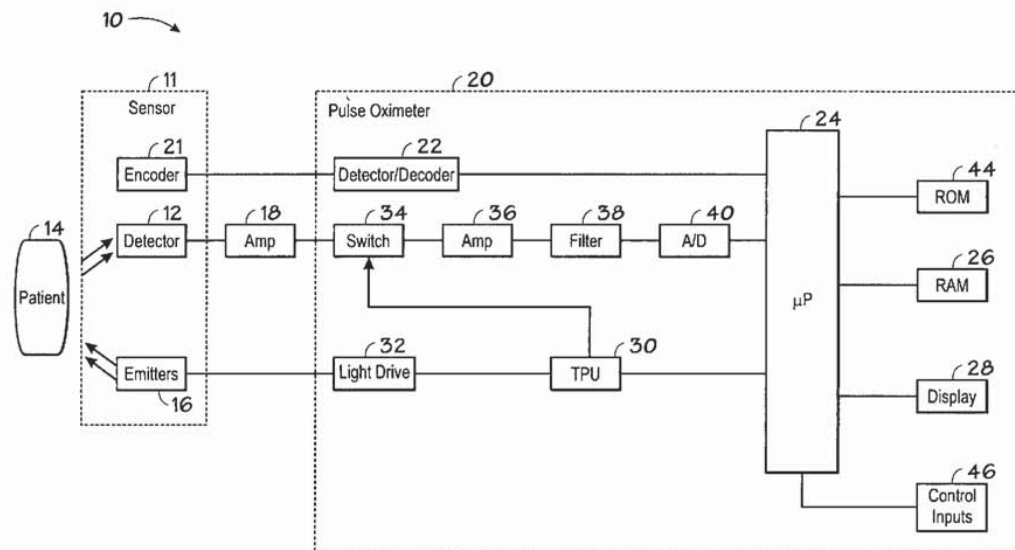 10
11
20
Sensor
Pulse Oximeter
24
21
22
Encoder
Detector/Decoder
44
ROM
14
12
18
34
36
38
40
Detector
Amp
Switch
Amp
Filter
A/D
26
RAM
Patient
μP
32
30
Emitters
Light Drive
TPU
16
28
Display
46
Control
Inputs